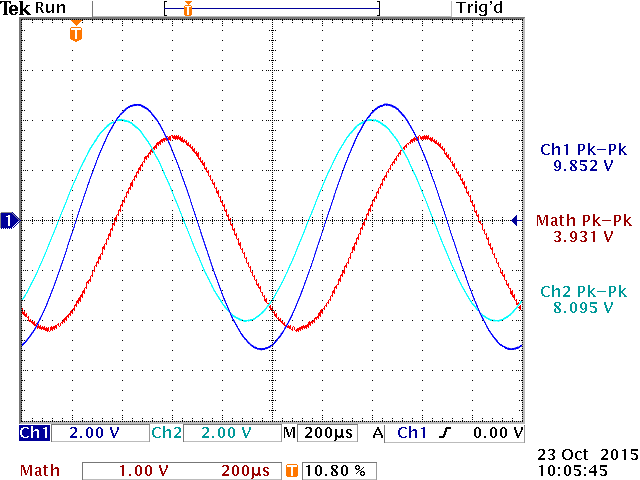 Tek Run Trig'd
T
T
Ch1 Pk-Pk
9.852 V
1
Math Pk-Pk
3.931 V
Ch2 Pk-Pk
8.095 V
Ch1 2.00 V Ch2 2.00 V M 200µs A Ch1 0.00 V
Math 1.00 V 200µs T 10.80 %
23 Oct 2015
10:05:45